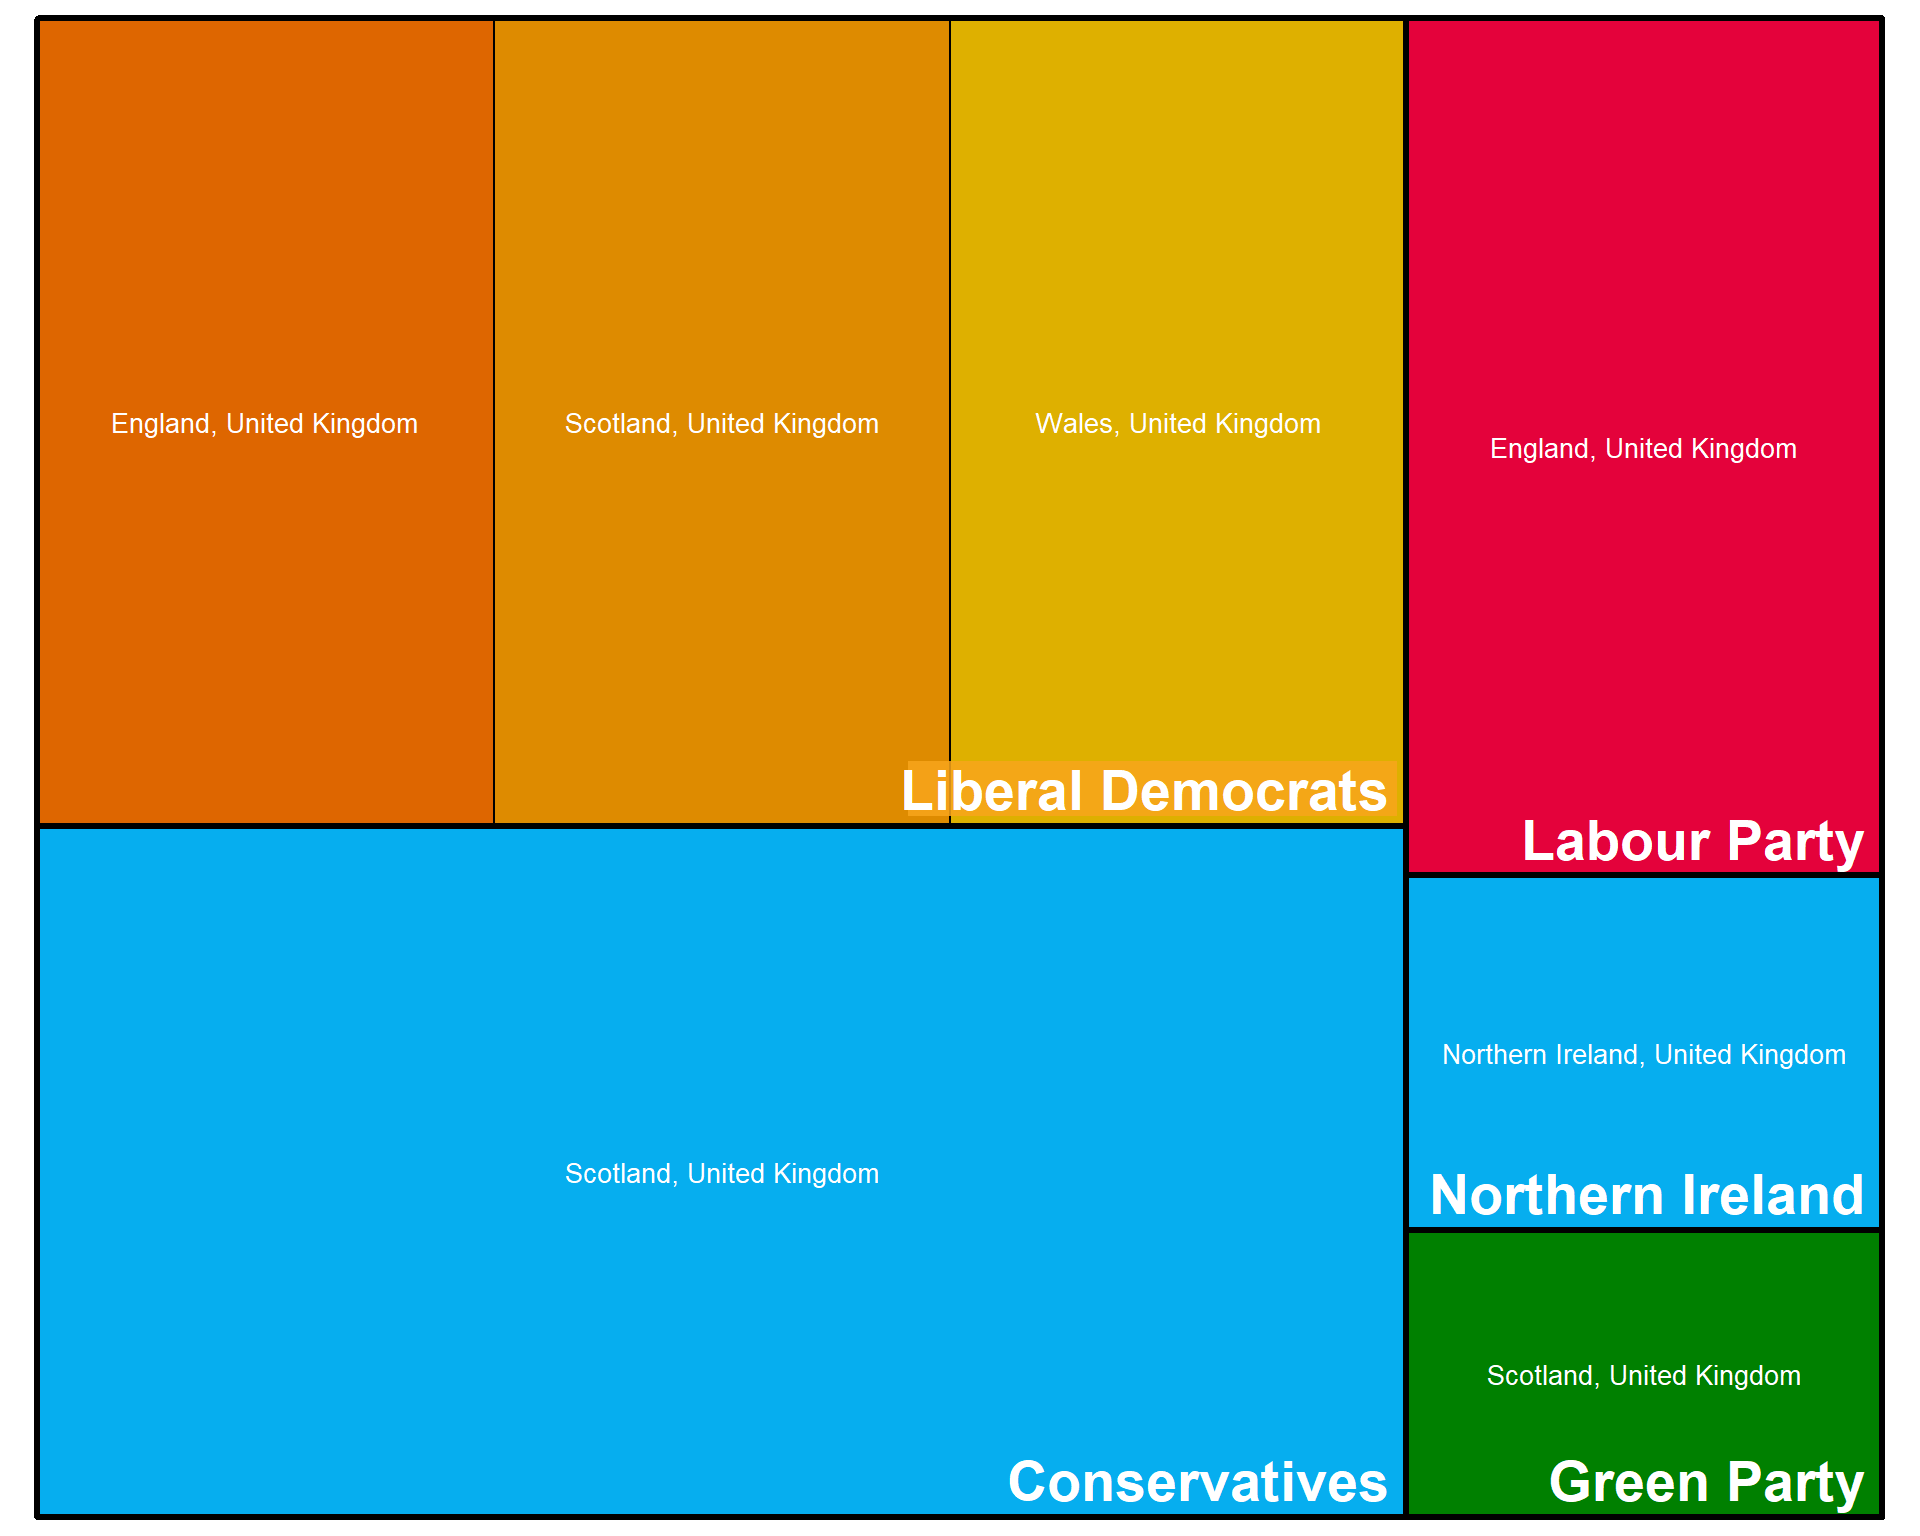 England, United Kingdom
Scotland, United Kingdom
Wales, United Kingdom
Liberal Democrats
England, United Kingdom
Labour Party
Scotland, United Kingdom
Conservatives
Northern Ireland, United Kingdom
Northern Ireland
Scotland, United Kingdom
Green Party